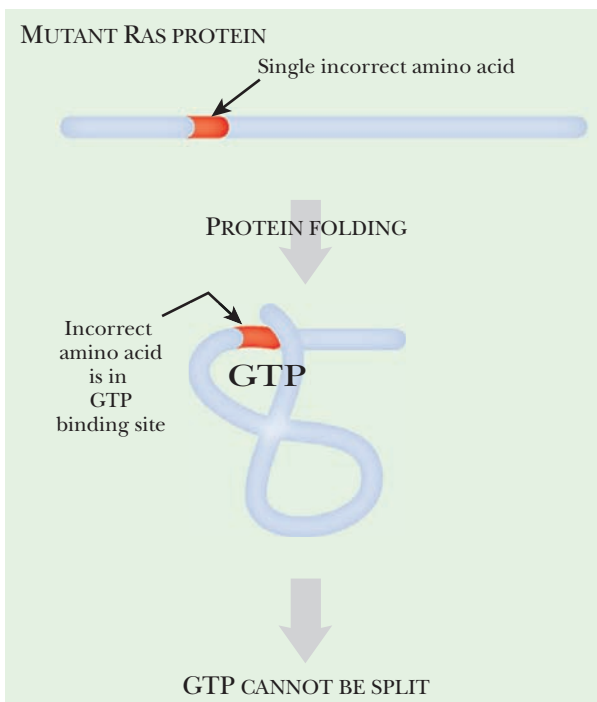 MUTANT RAS PROTEIN
Single incorrect amino acid
PROTEIN FOLDING
Incorrect
amino acid
is in
GTP
binding site
GTP
GTP CANNOT BE SPLIT